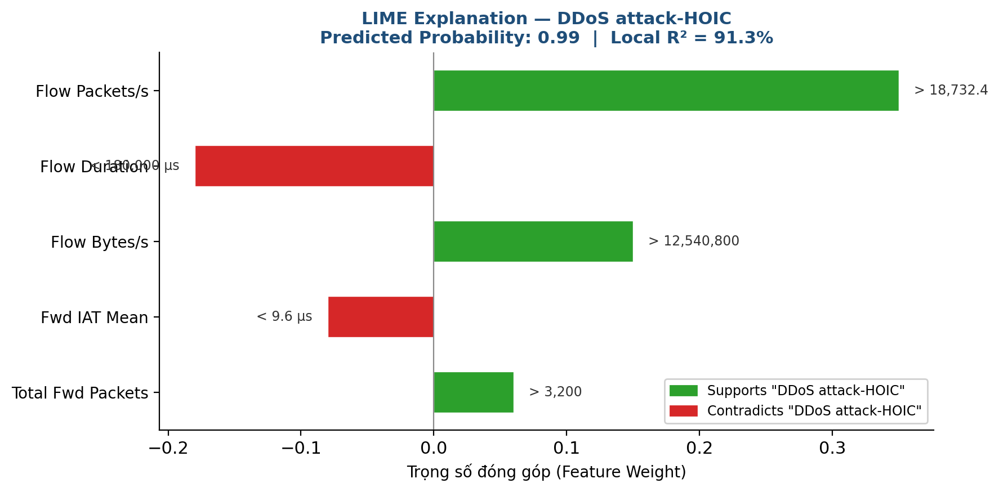 LIME Explanation — DDoS attack-HOIC
Predicted Probability: 0.99 | Local R² = 91.3%
Flow Packets/s
> 18,732.4
Flow Duration
< 180,000 µs
Flow Bytes/s
> 12,540,800
Fwd IAT Mean
< 9.6 µs
Total Fwd Packets
> 3,200
Supports "DDoS attack-HOIC"
Contradicts "DDoS attack-HOIC"
−0.2 −0.1 0.0 0.1 0.2 0.3
Trọng số đóng góp (Feature Weight)